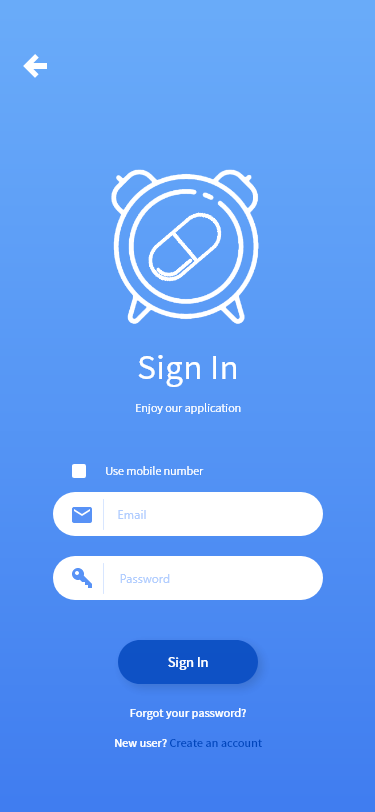 Sign In
Enjoy our application
Use mobile number
Email
Password
Sign In
Forgot your password?
New user? Create an account